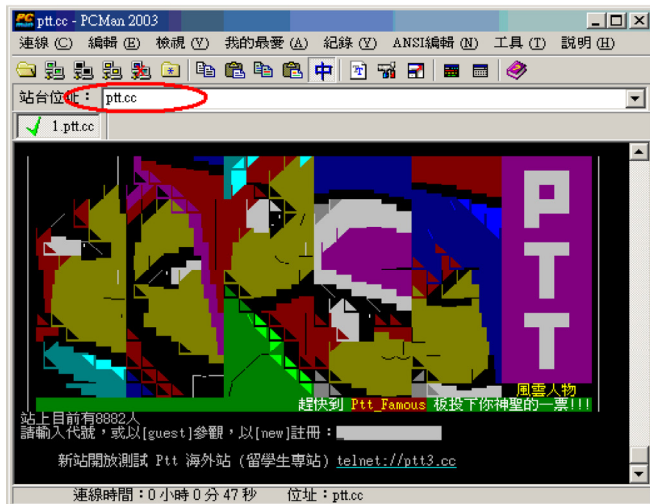 ptt.cc - PCMan 2003
連線 (C) 編輯 (E) 檢視 (V) 我的最愛 (A) 紀錄 (Y) ANSI編輯 (N) 工具 (T) 說明 (H)
中
站台位址： ptt.cc
1.ptt.cc
PTT
風雲人物
趕快到 Ptt_Famous 板投下你神聖的一票!!!
站上目前有8882人
請輸入代號，或以[guest]參觀，以[new]註冊：
新站開放測試 Ptt 海外站 (留學生專站) telnet://ptt3.cc
連線時間：0 小時 0 分 47 秒 位址：ptt.cc